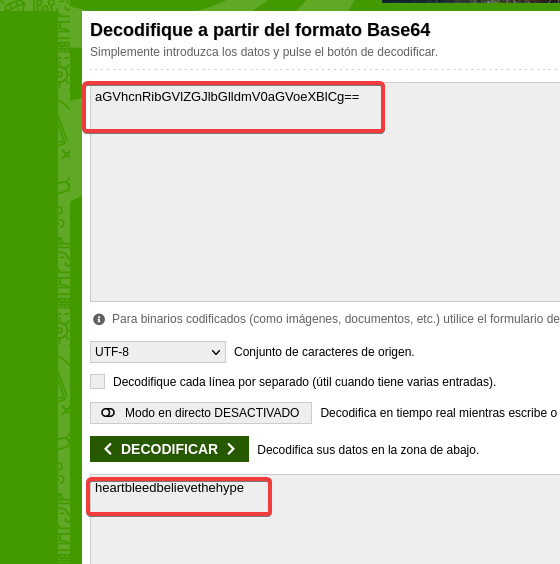 Decodifique a partir del formato Base64
Simplemente introduzca los datos y pulse el botón de decodificar.
aGVhcnRibGVlZGJlbGlldmV0aGVoeXBlCg==
Para binarios codificados (como imágenes, documentos, etc.) utilice el formulario de
UTF-8 Conjunto de caracteres de origen.
Decodifique cada línea por separado (útil cuando tiene varias entradas).
Modo en directo DESACTIVADO Decodifica en tiempo real mientras escribe o
DECODIFICAR Decodifica sus datos en la zona de abajo.
heartbleedbelievethehype